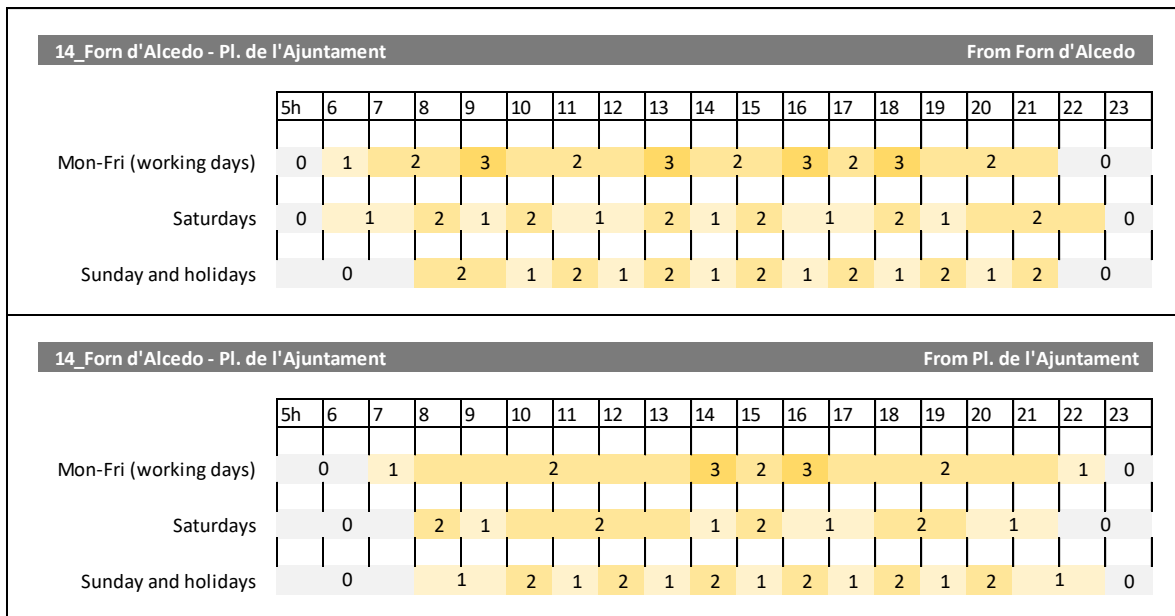 14_Forn d'Alcedo - Pl. de l'Ajuntament From Forn d'Alcedo
5h 6 7 8 9 10 11 12 13 14 15 16 17 18 19 20 21 22 23
Mon-Fri (working days) 0 1 2 3 2 3 2 3 2 3 2 0
Saturdays 0 1 2 1 2 1 2 1 2 1 2 1 2 0
Sunday and holidays 0 2 1 2 1 2 1 2 1 2 1 2 1 2 0
14_Forn d'Alcedo - Pl. de l'Ajuntament From Pl. de l'Ajuntament
5h 6 7 8 9 10 11 12 13 14 15 16 17 18 19 20 21 22 23
Mon-Fri (working days) 0 1 2 3 2 3 2 1 0
Saturdays 0 2 1 2 1 2 1 2 1 0
Sunday and holidays 0 1 2 1 2 1 2 1 2 1 2 1 2 1 0